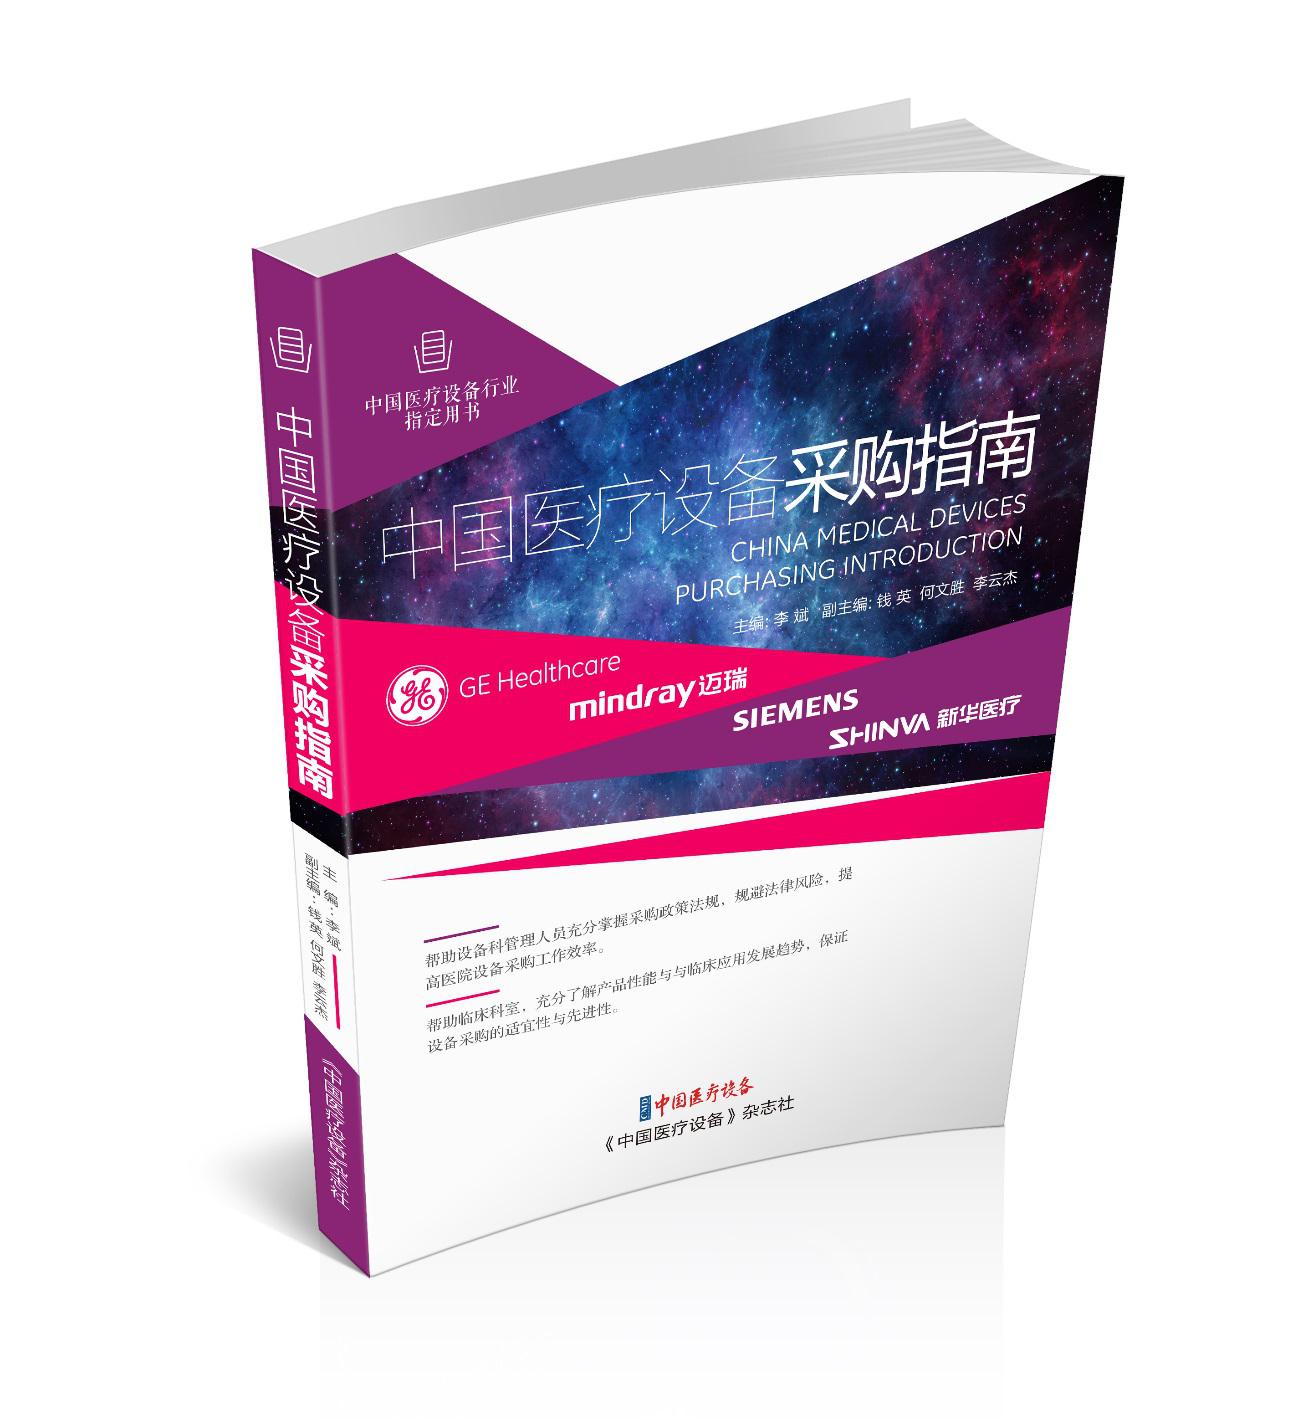 中国医疗设备采购指南
主 编：李 斌
副主编：钱 英 何文胜 李云杰
《中国医疗设备》杂志社
中国医疗设备行业
指定用书
中国医疗设备采购指南
CHINA MEDICAL DEVICES
PURCHASING INTRODUCTION
主编: 李 斌 副主编: 钱 英 何文胜 李云杰
GE GE Healthcare
mindray迈瑞
SIEMENS
SHINVA 新华医疗
帮助设备科管理人员充分掌握采购政策法规，规避法律风险，提
高医院设备采购工作效率。
帮助临床科室，充分了解产品性能与与临床应用发展趋势，保证
设备采购的适宜性与先进性。
CMD 中国医疗设备
《中国医疗设备》杂志社